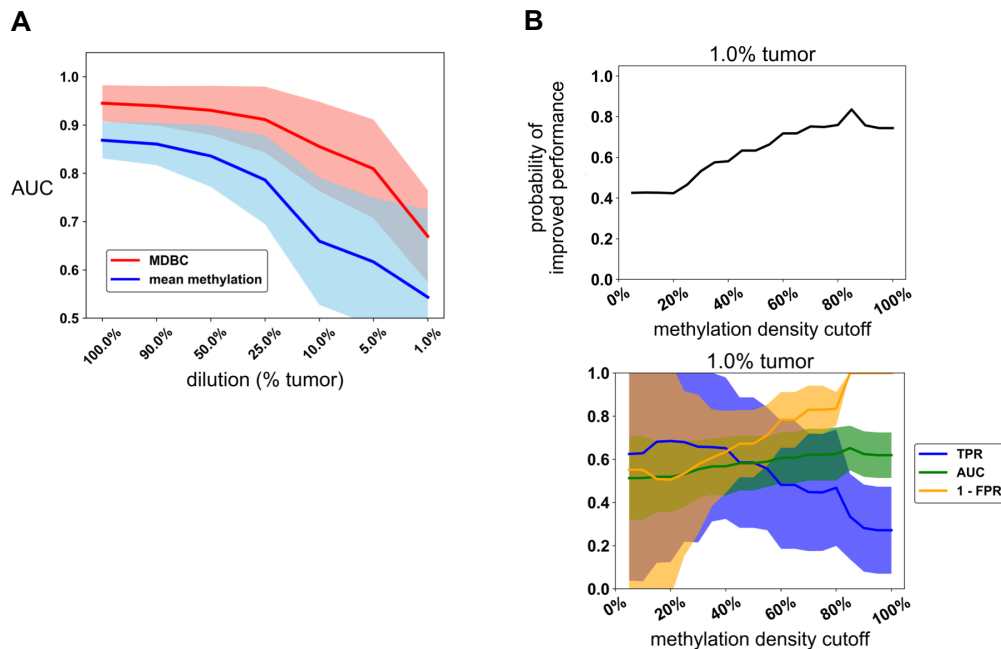 A
AUC
1.0
0.9
0.8
0.7
0.6
0.5
MDBC
mean methylation
100.0%
90.0%
50.0%
25.0%
10.0%
5.0%
1.0%
dilution (% tumor)
B
1.0% tumor
probability of
improved performance
1.0
0.8
0.6
0.4
0.2
0.0
0%
20%
40%
60%
80%
100%
methylation density cutoff
1.0% tumor
1.0
0.8
0.6
0.4
0.2
0.0
0%
20%
40%
60%
80%
100%
methylation density cutoff
TPR
AUC
1 - FPR